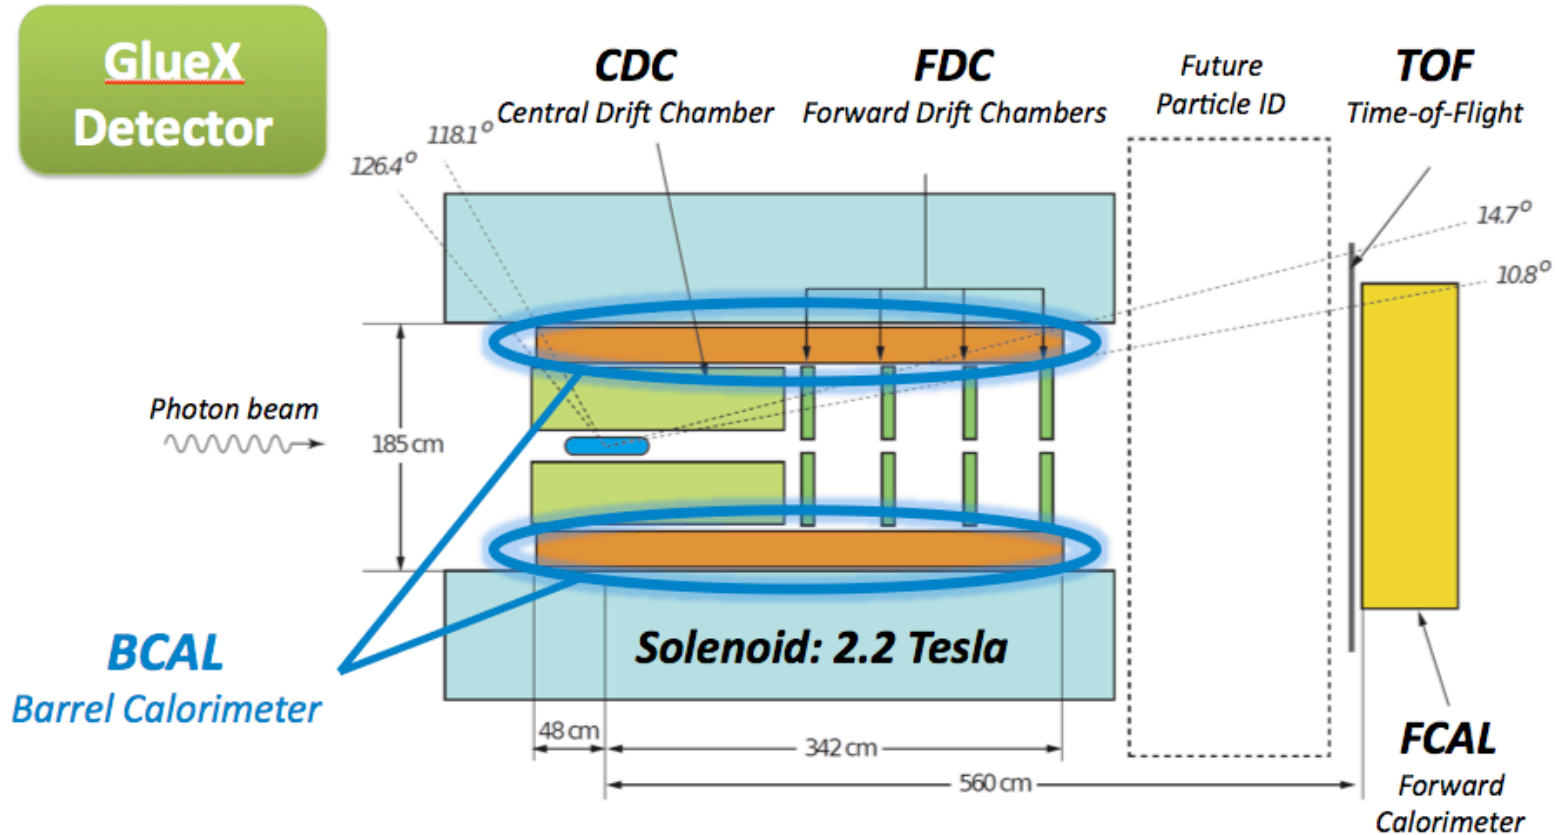 GlueX
Detector
CDC
Central Drift Chamber
FDC
Forward Drift Chambers
Future
Particle ID
TOF
Time-of-Flight
118.1°
126.4°
14.7°
10.8°
Photon beam
185 cm
BCAL
Barrel Calorimeter
Solenoid: 2.2 Tesla
48 cm
342 cm
560 cm
FCAL
Forward
Calorimeter